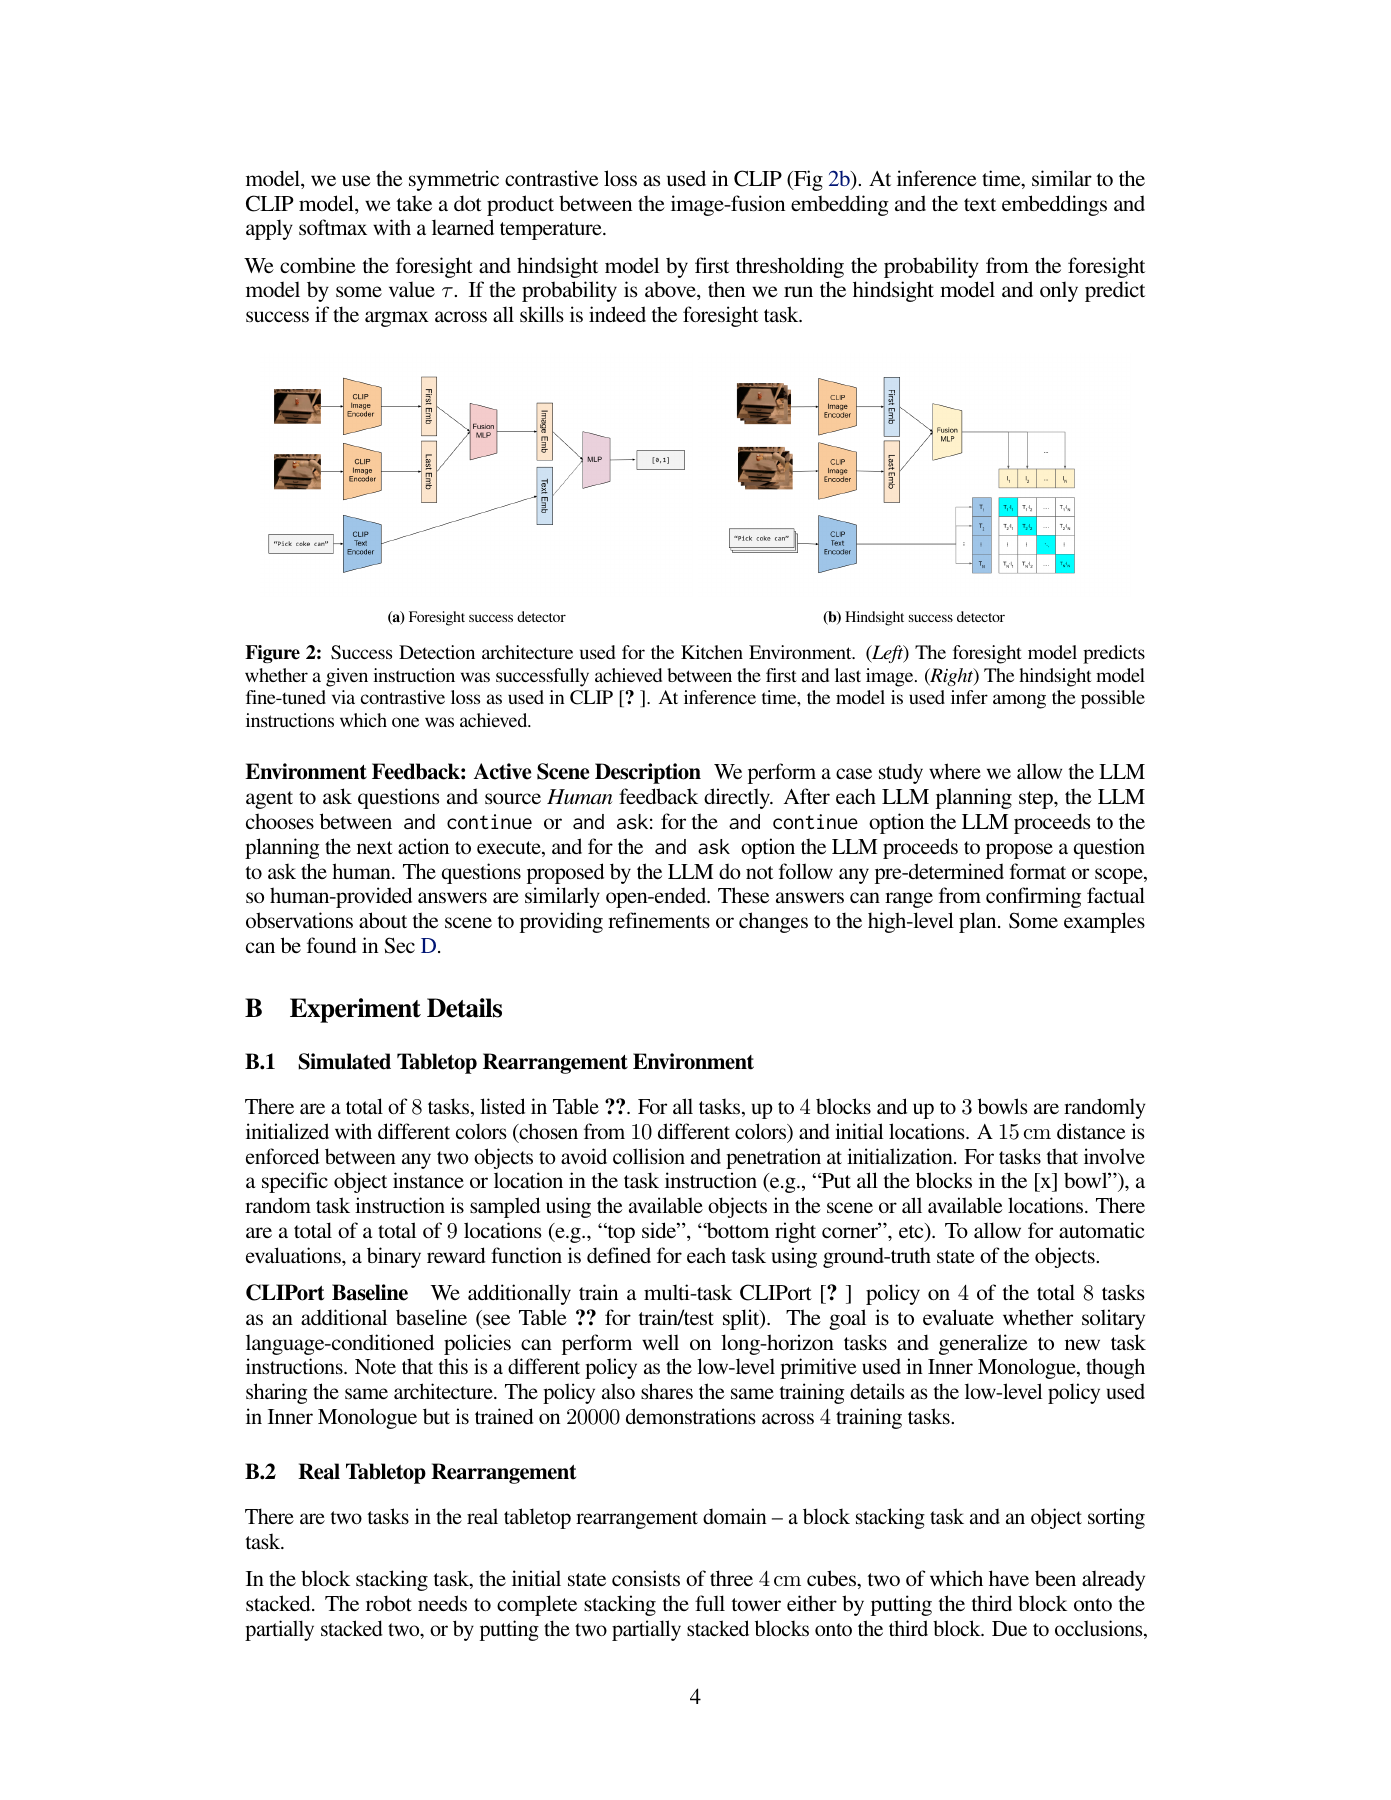 model, we use the symmetric contrastive loss as used in CLIP (Fig 2b). At inference time, similar to the
CLIP model, we take a dot product between the image-fusion embedding and the text embeddings and
apply softmax with a learned temperature.
We combine the foresight and hindsight model by first thresholding the probability from the foresight
model by some value τ. If the probability is above, then we run the hindsight model and only predict
success if the argmax across all skills is indeed the foresight task.
CLIP
Image
Encoder
First Emb
Fusion
MLP
Image Emb
CLIP
Image
Encoder
Last Emb
MLP
[0,1]
Text Emb
"Pick coke can"
CLIP
Text
Encoder
CLIP
Image
Encoder
First Emb
Fusion
MLP
...
CLIP
Image
Encoder
Last Emb
I1 I2 ... IN
"Pick coke can"
CLIP
Text
Encoder
T1 T1·I1 T1·I2 ... T1·IN
T2 T2·I1 T2·I2 ... T2·IN
TN TN·I1 TN·I2 ... TN·IN
(a) Foresight success detector
(b) Hindsight success detector
Figure 2: Success Detection architecture used for the Kitchen Environment. (Left) The foresight model predicts
whether a given instruction was successfully achieved between the first and last image. (Right) The hindsight model
fine-tuned via contrastive loss as used in CLIP [? ]. At inference time, the model is used infer among the possible
instructions which one was achieved.
Environment Feedback: Active Scene Description We perform a case study where we allow the LLM
agent to ask questions and source Human feedback directly. After each LLM planning step, the LLM
chooses between and continue or and ask: for the and continue option the LLM proceeds to the
planning the next action to execute, and for the and ask option the LLM proceeds to propose a question
to ask the human. The questions proposed by the LLM do not follow any pre-determined format or scope,
so human-provided answers are similarly open-ended. These answers can range from confirming factual
observations about the scene to providing refinements or changes to the high-level plan. Some examples
can be found in Sec D.
B Experiment Details
B.1 Simulated Tabletop Rearrangement Environment
There are a total of 8 tasks, listed in Table ??. For all tasks, up to 4 blocks and up to 3 bowls are randomly
initialized with different colors (chosen from 10 different colors) and initial locations. A 15 cm distance is
enforced between any two objects to avoid collision and penetration at initialization. For tasks that involve
a specific object instance or location in the task instruction (e.g., “Put all the blocks in the [x] bowl”), a
random task instruction is sampled using the available objects in the scene or all available locations. There
are a total of a total of 9 locations (e.g., “top side”, “bottom right corner”, etc). To allow for automatic
evaluations, a binary reward function is defined for each task using ground-truth state of the objects.
CLIPort Baseline We additionally train a multi-task CLIPort [? ] policy on 4 of the total 8 tasks
as an additional baseline (see Table ?? for train/test split). The goal is to evaluate whether solitary
language-conditioned policies can perform well on long-horizon tasks and generalize to new task
instructions. Note that this is a different policy as the low-level primitive used in Inner Monologue, though
sharing the same architecture. The policy also shares the same training details as the low-level policy used
in Inner Monologue but is trained on 20000 demonstrations across 4 training tasks.
B.2 Real Tabletop Rearrangement
There are two tasks in the real tabletop rearrangement domain – a block stacking task and an object sorting
task.
In the block stacking task, the initial state consists of three 4 cm cubes, two of which have been already
stacked. The robot needs to complete stacking the full tower either by putting the third block onto the
partially stacked two, or by putting the two partially stacked blocks onto the third block. Due to occlusions,
4